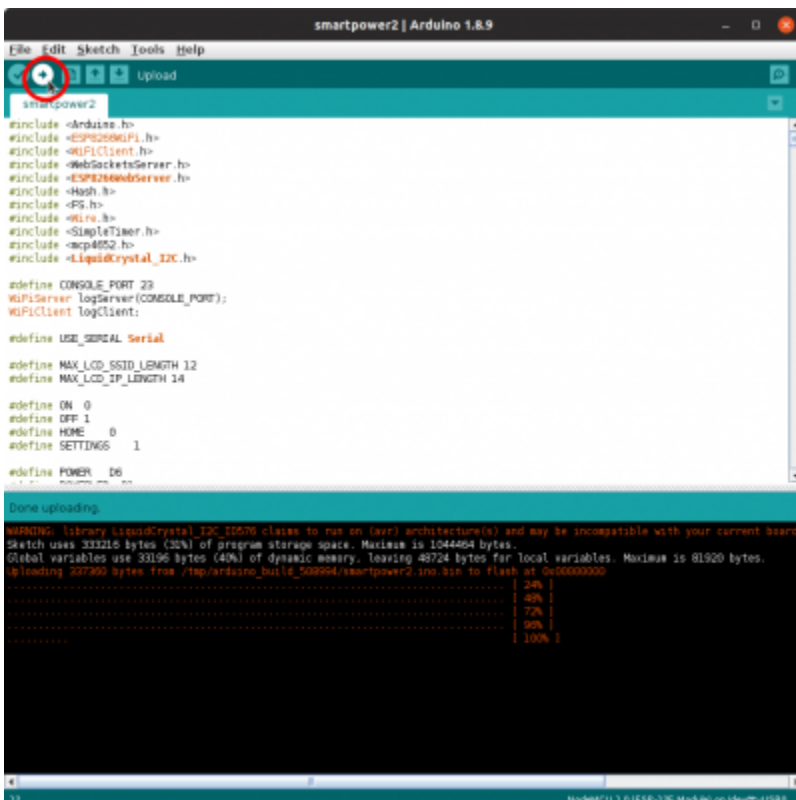 smartpower2 | Arduino 1.8.9
File Edit Sketch Tools Help
Upload
smartpower2
#include <Arduino.h>
#include <ESP8266WiFi.h>
#include <WiFiClient.h>
#include <WebSocketsServer.h>
#include <ESP8266WebServer.h>
#include <Hash.h>
#include <FS.h>
#include <Wire.h>
#include <SimpleTimer.h>
#include <mcp4652.h>
#include <LiquidCrystal_I2C.h>
#define CONSOLE_PORT 23
WiFiServer logServer(CONSOLE_PORT);
WiFiClient logClient;
#define USE_SERIAL Serial
#define MAX_LCD_SSID_LENGTH 12
#define MAX_LCD_IP_LENGTH 14
#define ON 0
#define OFF 1
#define HOME 0
#define SETTINGS 1
#define POWER D6
Done uploading.
WARNING: library LiquidCrystal_I2C_ID576 claims to run on (avr) architecture(s) and may be incompatible with your current board
Sketch uses 333216 bytes (31%) of program storage space. Maximum is 1044464 bytes.
Global variables use 33196 bytes (40%) of dynamic memory, leaving 48724 bytes for local variables. Maximum is 81920 bytes.
Uploading 337360 bytes from /tmp/arduino_build_508994/smartpower2.ino.bin to flash at 0x00000000
................................................................................ [ 24% ]
................................................................................ [ 48% ]
................................................................................ [ 72% ]
................................................................................ [ 96% ]
.......... [ 100% ]